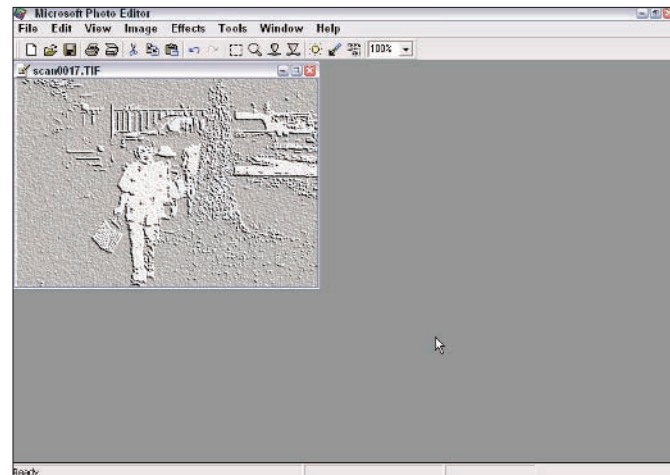 Microsoft Photo Editor
File Edit View Image Effects Tools Window Help
100%
scan0017.TIF
Ready